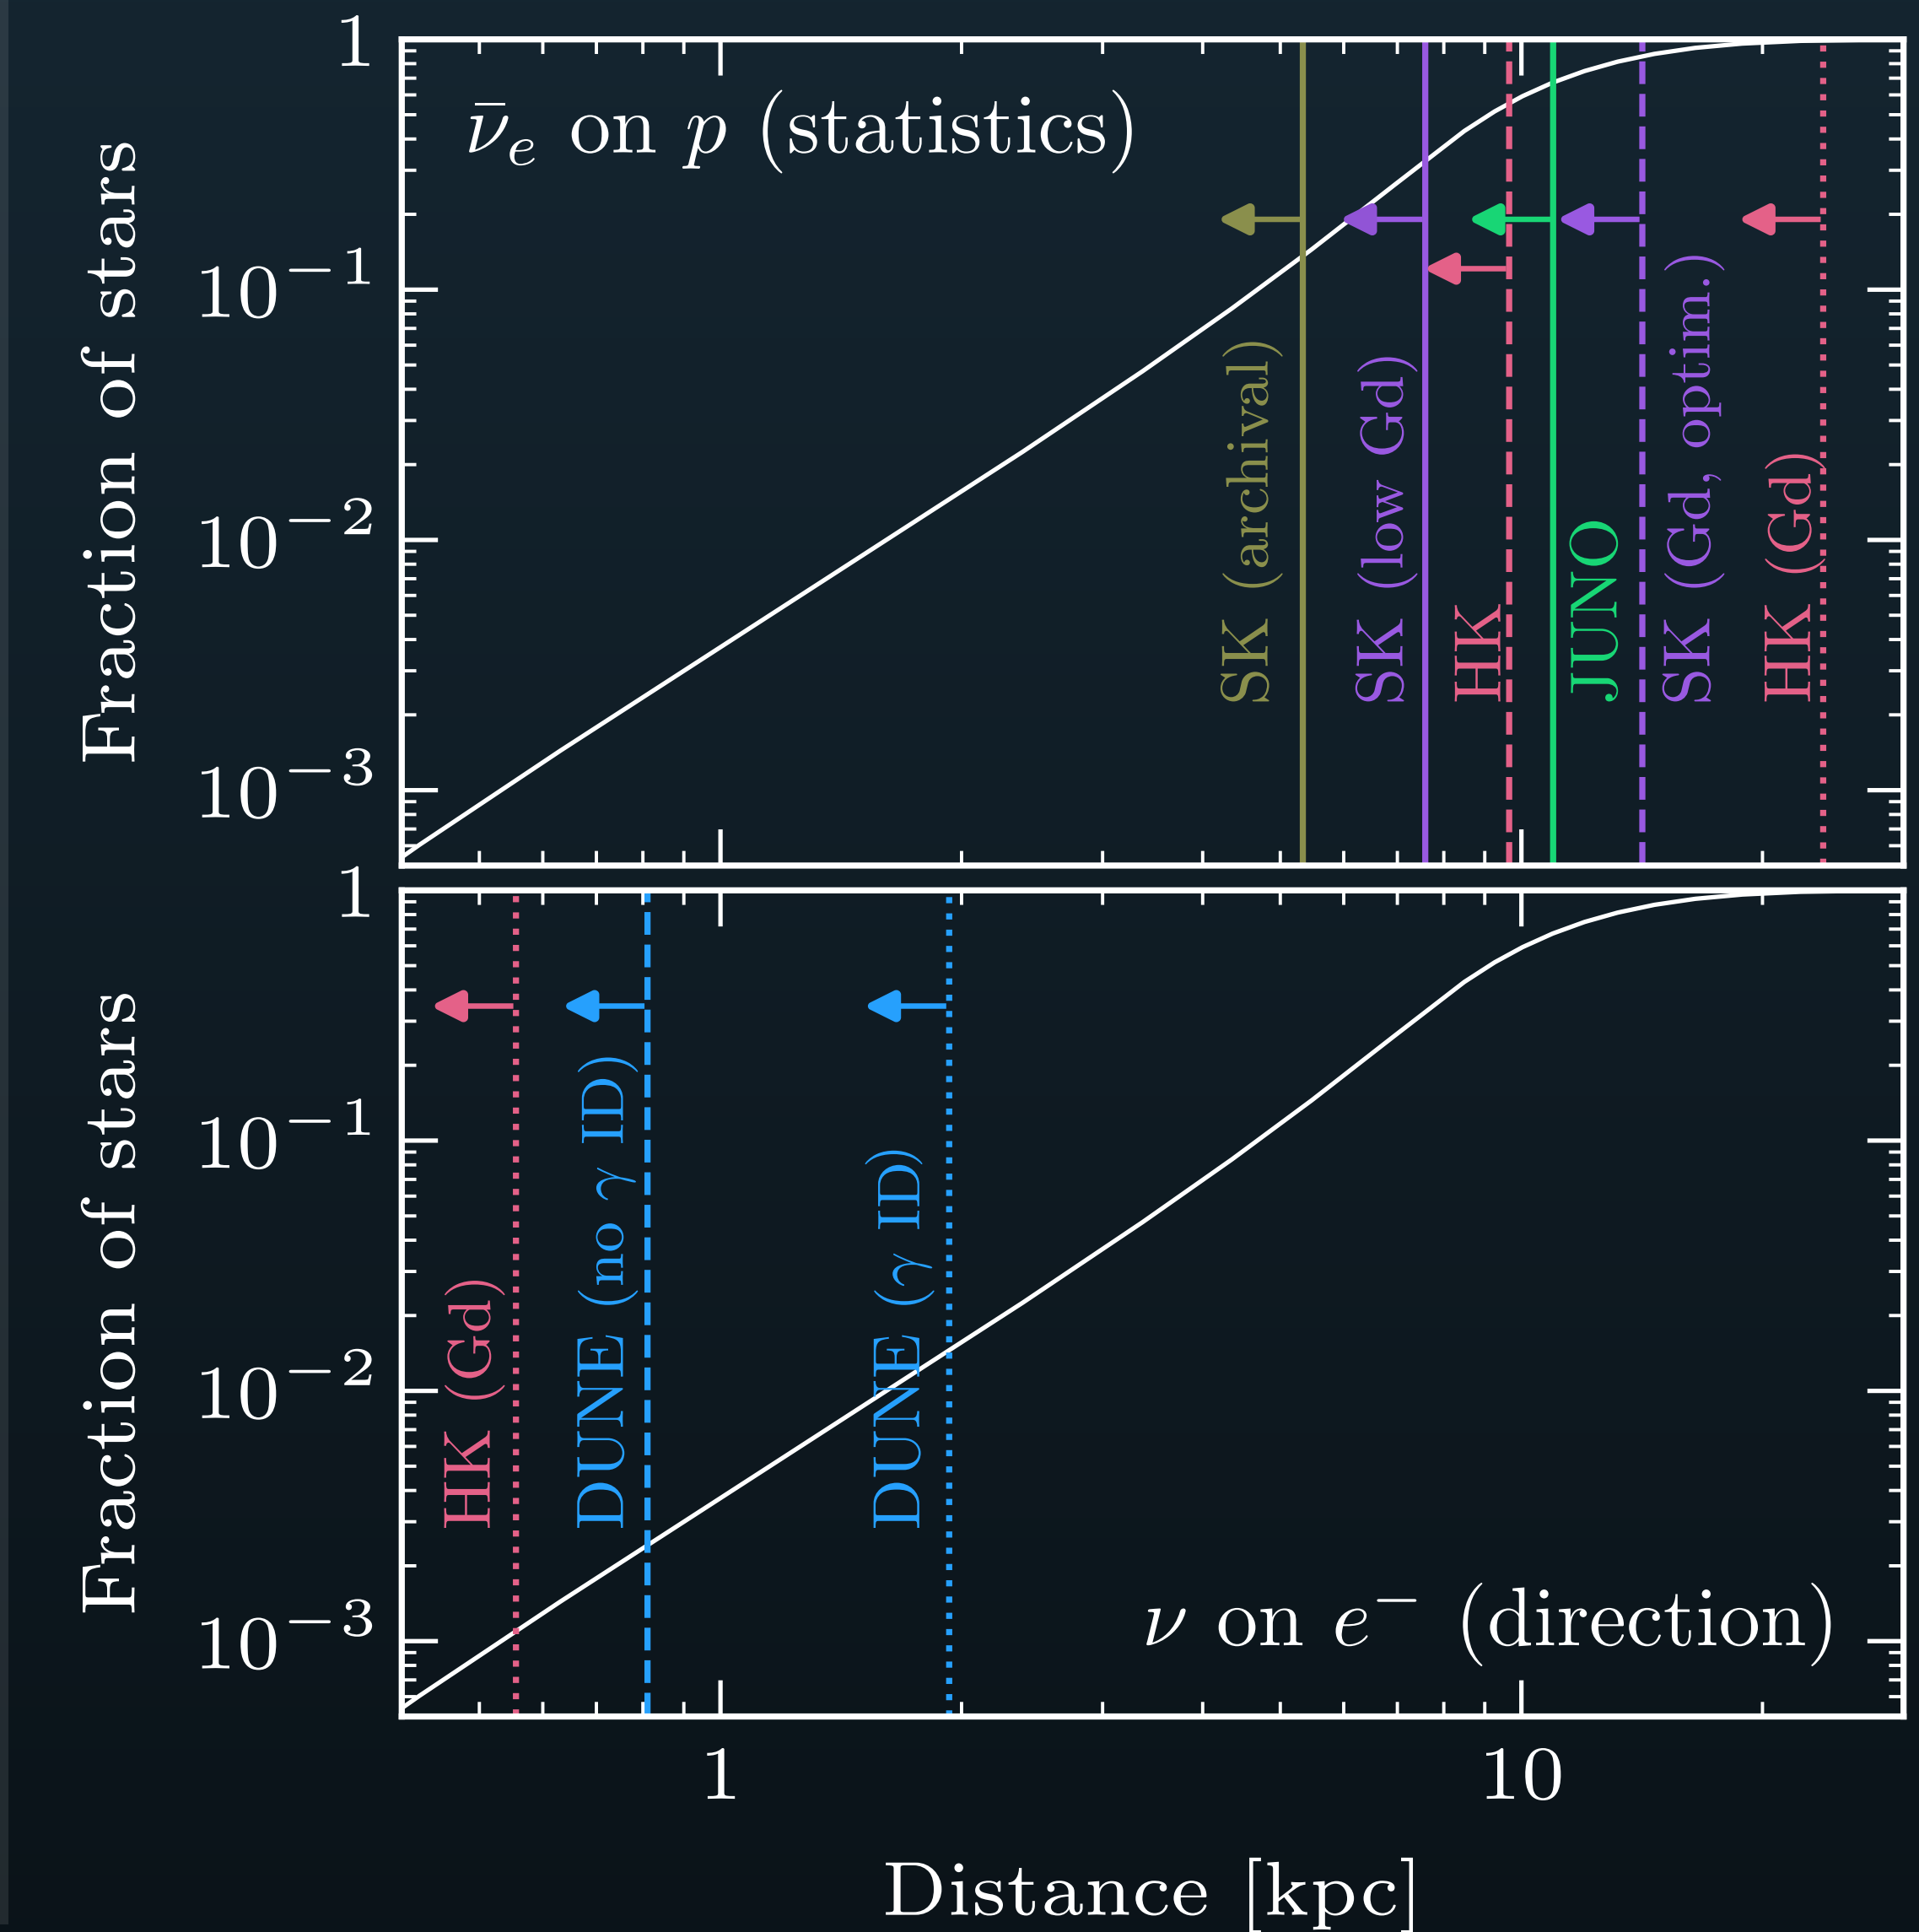 1
10⁻¹
10⁻²
10⁻³
Fraction of stars
ν̄ₑ on p (statistics)
SK (archival)
SK (low Gd)
HK
JUNO
SK (Gd, optim.)
HK (Gd)
1
10⁻¹
10⁻²
10⁻³
Fraction of stars
HK (Gd)
DUNE (no γ ID)
DUNE (γ ID)
ν on e⁻ (direction)
1
10
Distance [kpc]